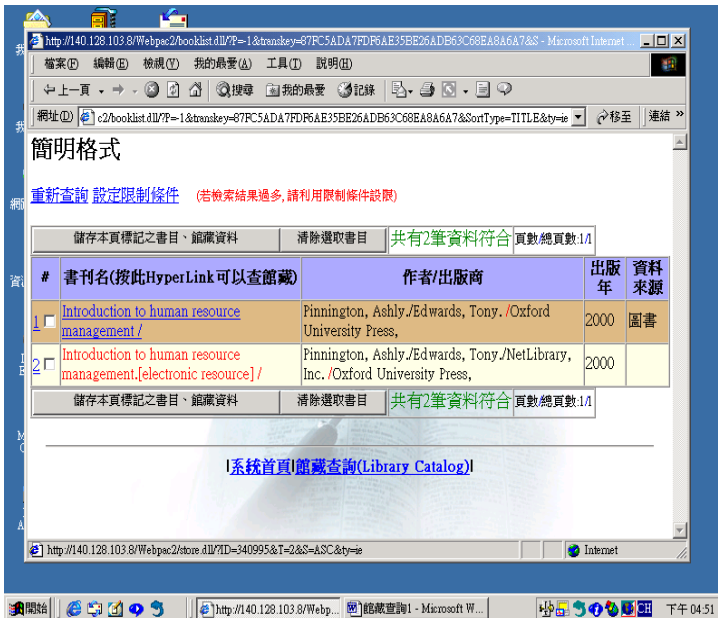 http://140.128.103.8/Webpac2/booklist.dll/?P=-1&transkey=87FC5ADA7FDF6AE35BE26ADB63C68EA8A6A7&S - Microsoft Internet ...
檔案(F) 編輯(E) 檢視(V) 我的最愛(A) 工具(T) 說明(H)
上一頁 搜尋 我的最愛 記錄
網址(D) c2/booklist.dll/?P=-1&transkey=87FC5ADA7FDF6AE35BE26ADB63C68EA8A6A7&SortType=TITLE&ty=ie 移至 連結 »
簡明格式
重新查詢 設定限制條件 (若檢索結果過多,請利用限制條件設限)
儲存本頁標記之書目、館藏資料 清除選取書目 共有2筆資料符合 頁數/總頁數:1/1
# 書刊名(按此HyperLink可以查館藏) 作者/出版商 出版年 資料來源
1 Introduction to human resource management / Pinnington, Ashly./Edwards, Tony. /Oxford University Press, 2000 圖書
2 Introduction to human resource management.[electronic resource] / Pinnington, Ashly./Edwards, Tony./NetLibrary, Inc. /Oxford University Press, 2000
儲存本頁標記之書目、館藏資料 清除選取書目 共有2筆資料符合 頁數/總頁數:1/1
|系統首頁|館藏查詢(Library Catalog)|
http://140.128.103.8/Webpac2/store.dll/?ID=340995&T=2&S=ASC&ty=ie Internet
開始 http://140.128.103.8/Webp... 館藏查詢1 - Microsoft W... CH 下午 04:51